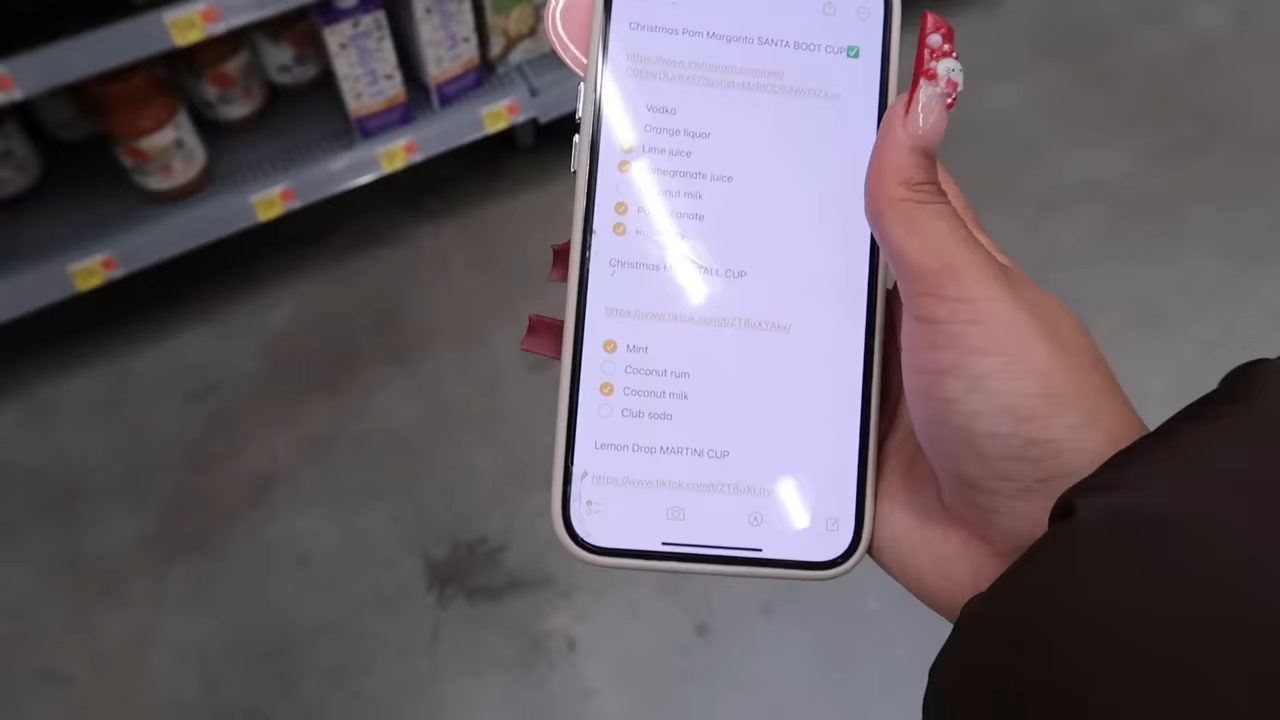 Christmas Pom Margarita SANTA BOOT CUP✅
Vodka
Orange liquor
Lime juice
Pomegranate juice
Coconut milk
Pomegranate
Christmas CUP
https://www.tiktok.com/t/ZT8uXYAkx/
Mint
Coconut rum
Coconut milk
Club soda
Lemon Drop MARTINI CUP